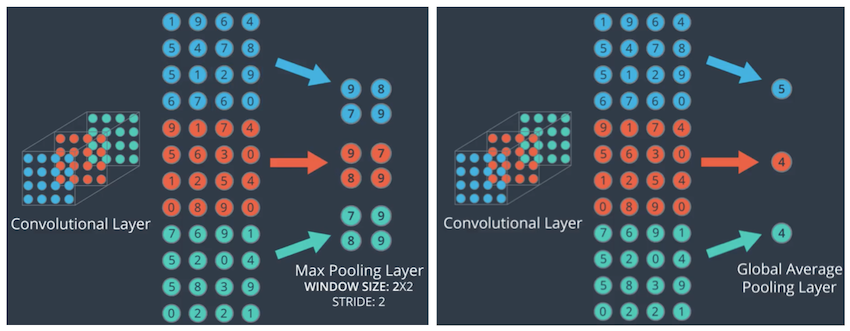 1 9 6 4
5 4 7 8
5 1 2 9
6 7 6 0
9 1 7 4
5 6 3 0
1 2 5 4
0 8 9 0
7 6 9 1
5 2 0 4
5 8 3 9
0 2 2 1
9 8
7 9
9 7
8 9
7 9
8 9
Convolutional Layer
Max Pooling Layer
WINDOW SIZE: 2X2
STRIDE: 2
1 9 6 4
5 4 7 8
5 1 2 9
6 7 6 0
9 1 7 4
5 6 3 0
1 2 5 4
0 8 9 0
7 6 9 1
5 2 0 4
5 8 3 9
0 2 2 1
5
4
4
Convolutional Layer
Global Average
Pooling Layer